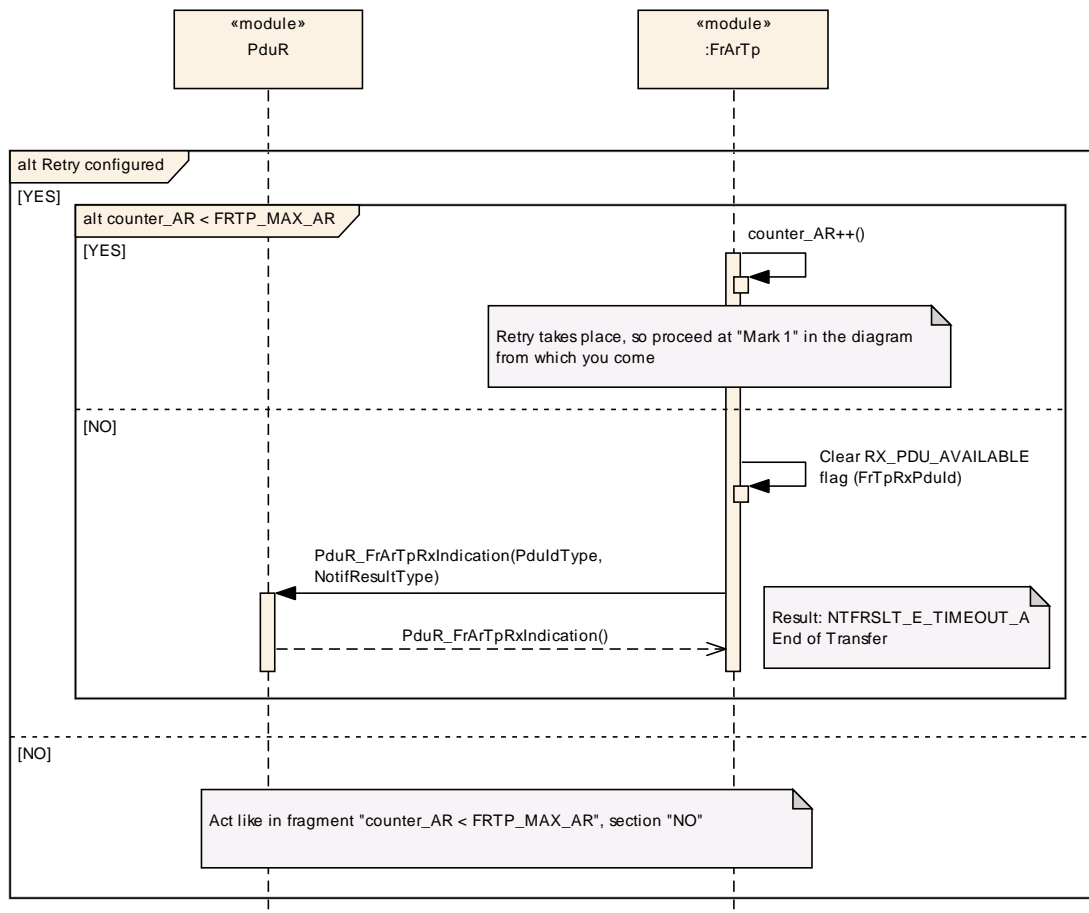 «module»
PduR
«module»
:FrArTp
alt Retry configured
[YES]
alt counter_AR < FRTP_MAX_AR
[YES]
counter_AR++()
Retry takes place, so proceed at "Mark 1" in the diagram
from which you come
[NO]
Clear RX_PDU_AVAILABLE
flag (FrTpRxPduId)
PduR_FrArTpRxIndication(PduIdType,
NotifResultType)
Result: NTFRSLT_E_TIMEOUT_A
End of Transfer
PduR_FrArTpRxIndication()
[NO]
Act like in fragment "counter_AR < FRTP_MAX_AR", section "NO"